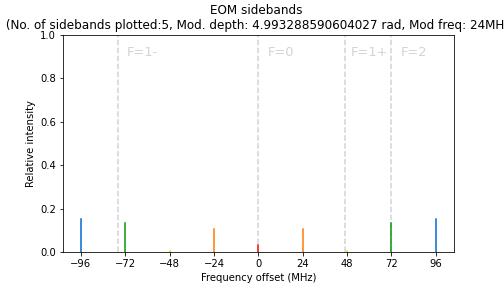 EOM sidebands
(No. of sidebands plotted:5, Mod. depth: 4.993288590604027 rad, Mod freq: 24MH
1.0
F=1-
F=0
F=1+
F=2
0.8
0.6
0.4
0.2
0.0
Relative intensity
−96
−72
−48
−24
0
24
48
72
96
Frequency offset (MHz)